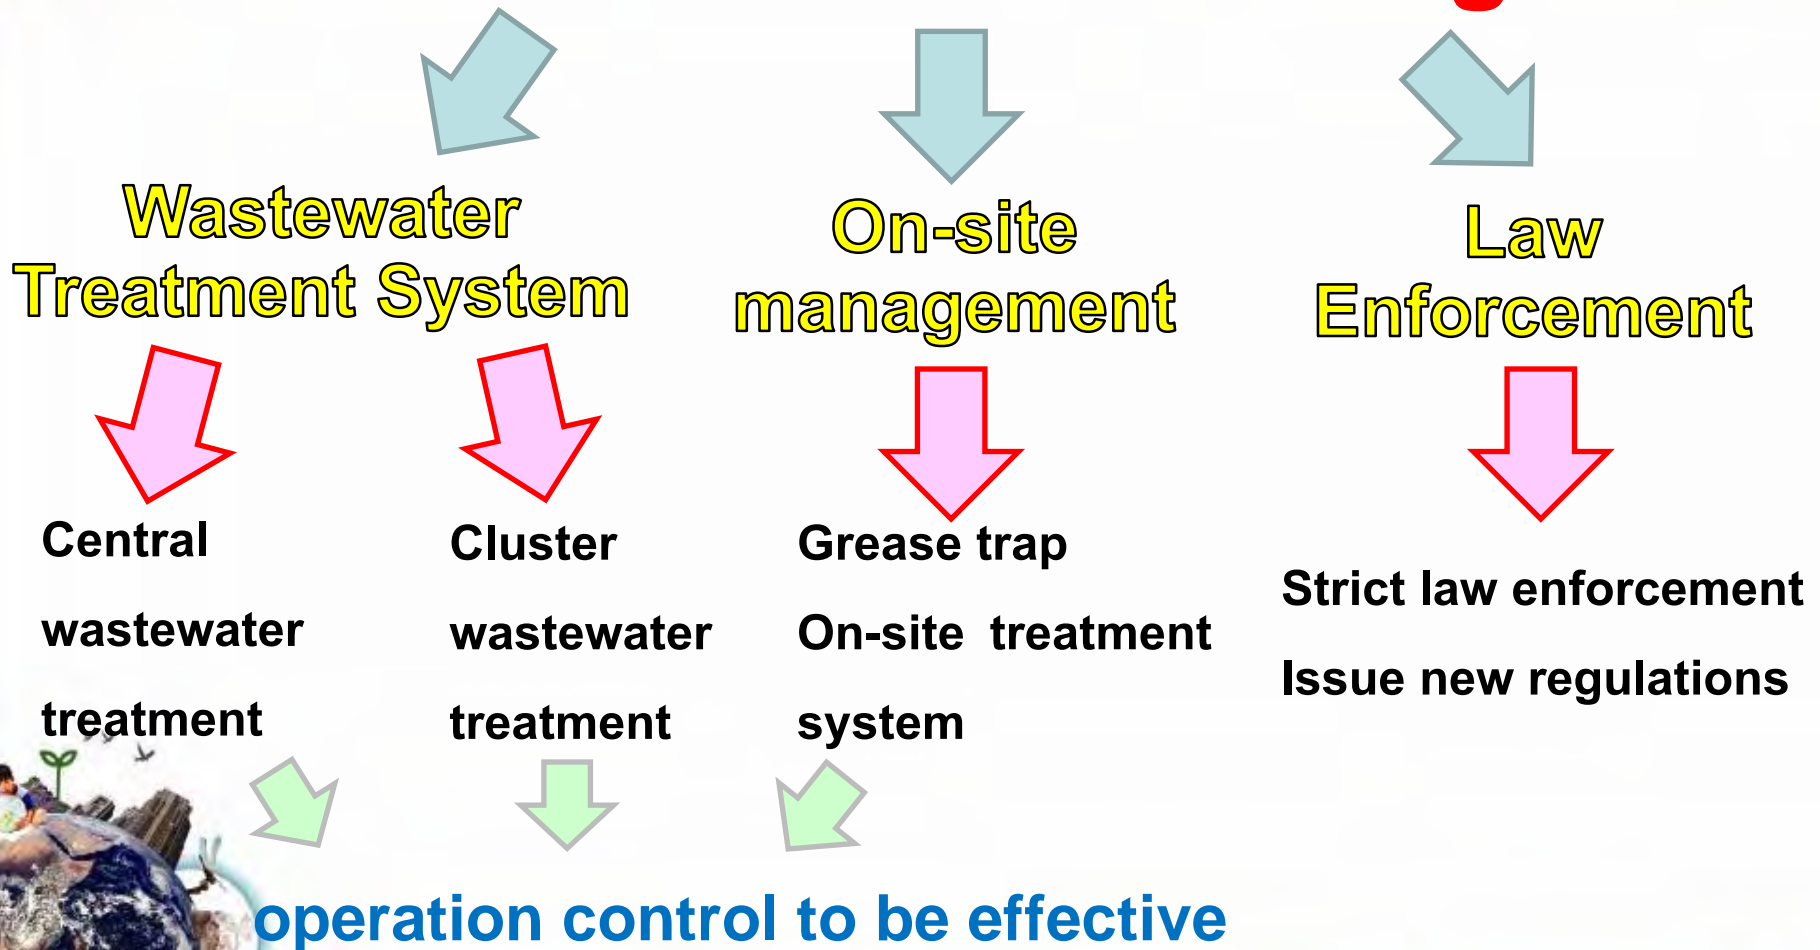 Wastewater
Treatment System
On-site
management
Law
Enforcement
Central
wastewater
treatment
Cluster
wastewater
treatment
Grease trap
On-site treatment
system
Strict law enforcement
Issue new regulations
operation control to be effective